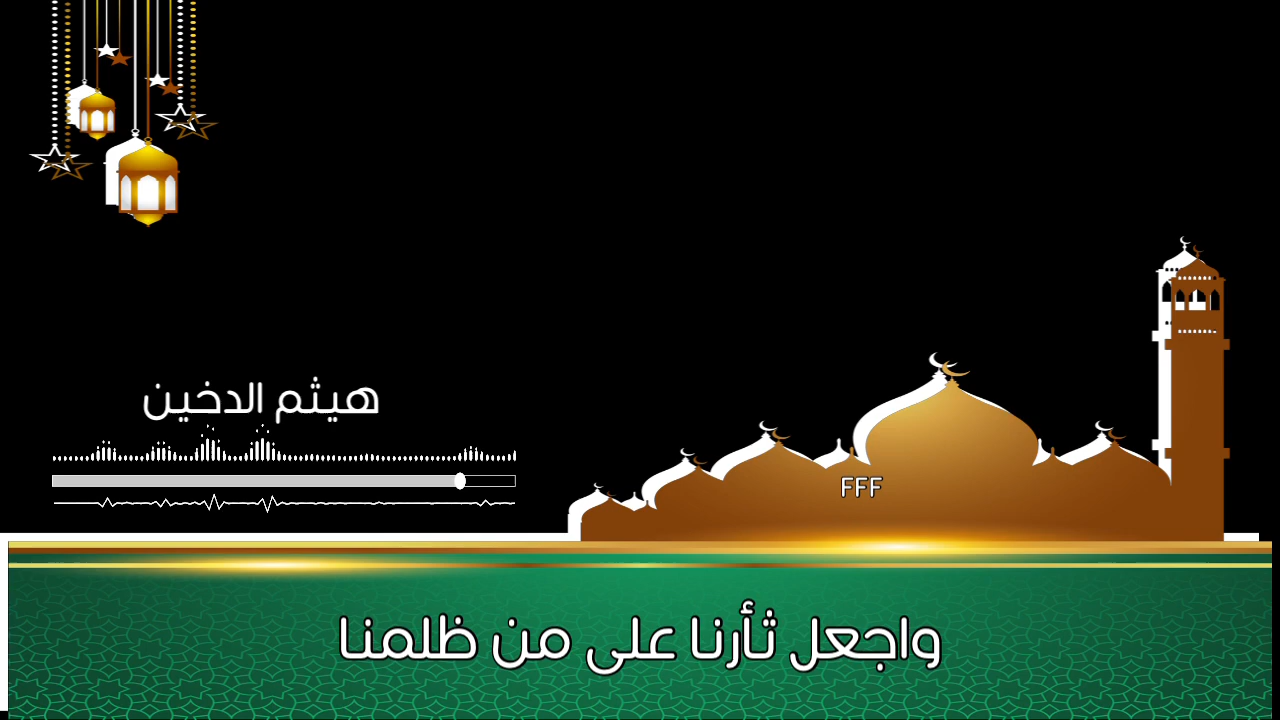 هيثم الدخين
FFF
واجعل ثأرنا على من ظلمنا